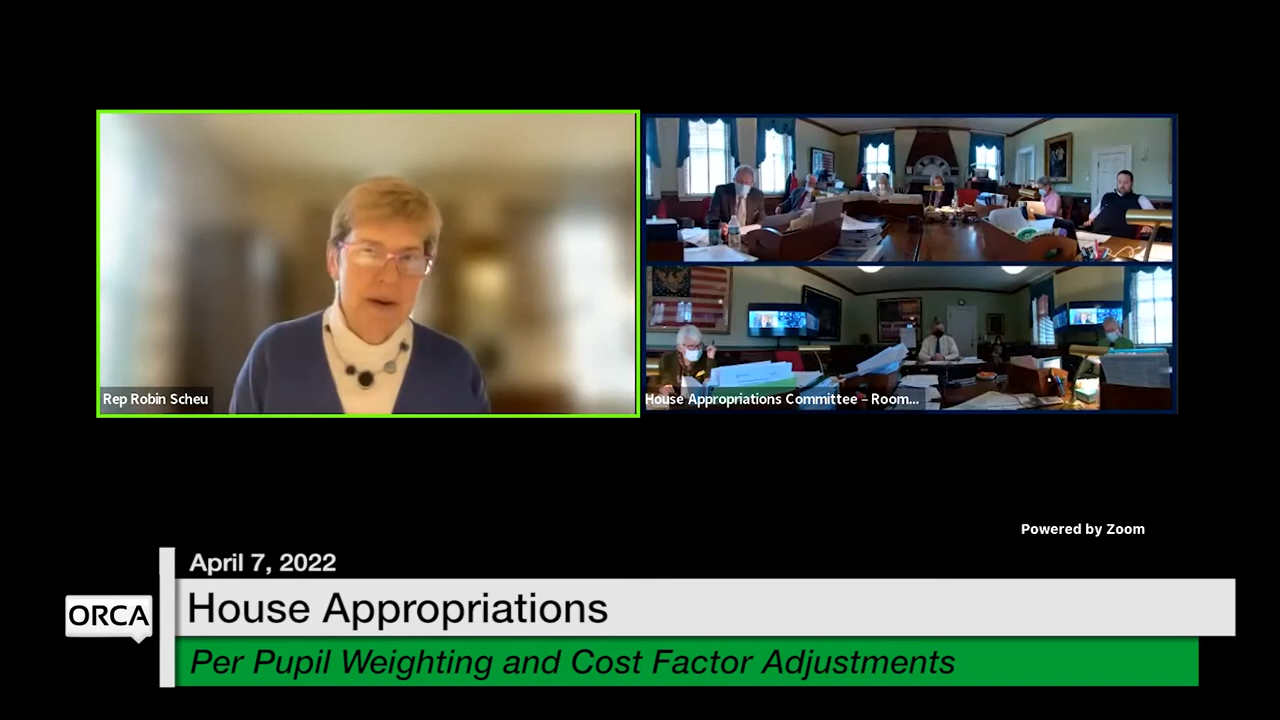 Rep Robin Scheu
House Appropriations Committee – Room...
Powered by Zoom
April 7, 2022
ORCA
House Appropriations
Per Pupil Weighting and Cost Factor Adjustments